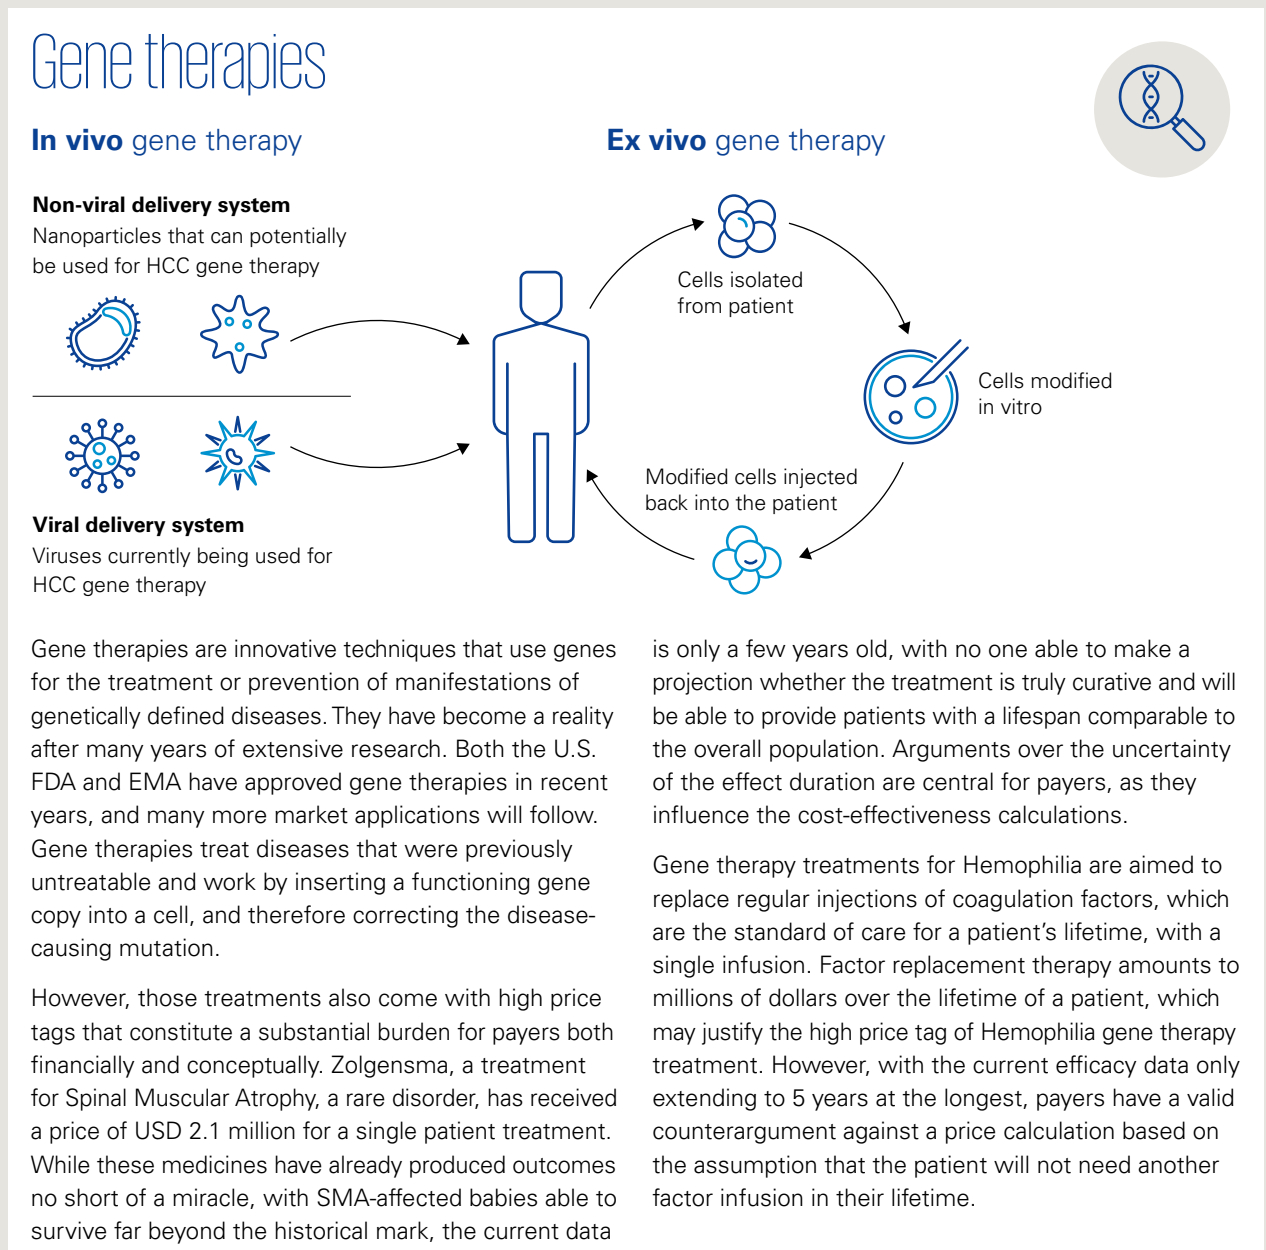 Gene therapies
In vivo gene therapy
Non-viral delivery system
Nanoparticles that can potentially
be used for HCC gene therapy
Viral delivery system
Viruses currently being used for
HCC gene therapy
Ex vivo gene therapy
Cells isolated
from patient
Cells modified
in vitro
Modified cells injected
back into the patient
Gene therapies are innovative techniques that use genes
for the treatment or prevention of manifestations of
genetically defined diseases. They have become a reality
after many years of extensive research. Both the U.S.
FDA and EMA have approved gene therapies in recent
years, and many more market applications will follow.
Gene therapies treat diseases that were previously
untreatable and work by inserting a functioning gene
copy into a cell, and therefore correcting the disease-
causing mutation.
However, those treatments also come with high price
tags that constitute a substantial burden for payers both
financially and conceptually. Zolgensma, a treatment
for Spinal Muscular Atrophy, a rare disorder, has received
a price of USD 2.1 million for a single patient treatment.
While these medicines have already produced outcomes
no short of a miracle, with SMA-affected babies able to
survive far beyond the historical mark, the current data
is only a few years old, with no one able to make a
projection whether the treatment is truly curative and will
be able to provide patients with a lifespan comparable to
the overall population. Arguments over the uncertainty
of the effect duration are central for payers, as they
influence the cost-effectiveness calculations.
Gene therapy treatments for Hemophilia are aimed to
replace regular injections of coagulation factors, which
are the standard of care for a patient's lifetime, with a
single infusion. Factor replacement therapy amounts to
millions of dollars over the lifetime of a patient, which
may justify the high price tag of Hemophilia gene therapy
treatment. However, with the current efficacy data only
extending to 5 years at the longest, payers have a valid
counterargument against a price calculation based on
the assumption that the patient will not need another
factor infusion in their lifetime.